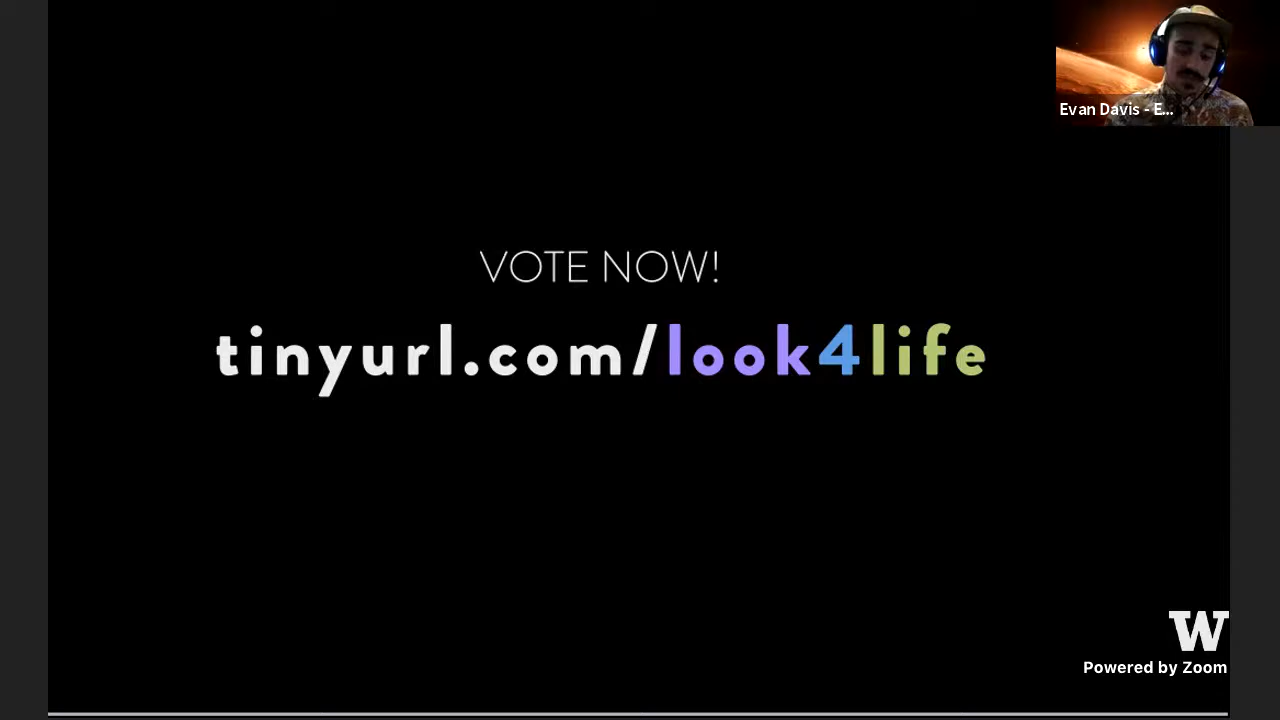 Evan Davis - E...
VOTE NOW!
tinyurl.com/look4life
W
Powered by Zoom